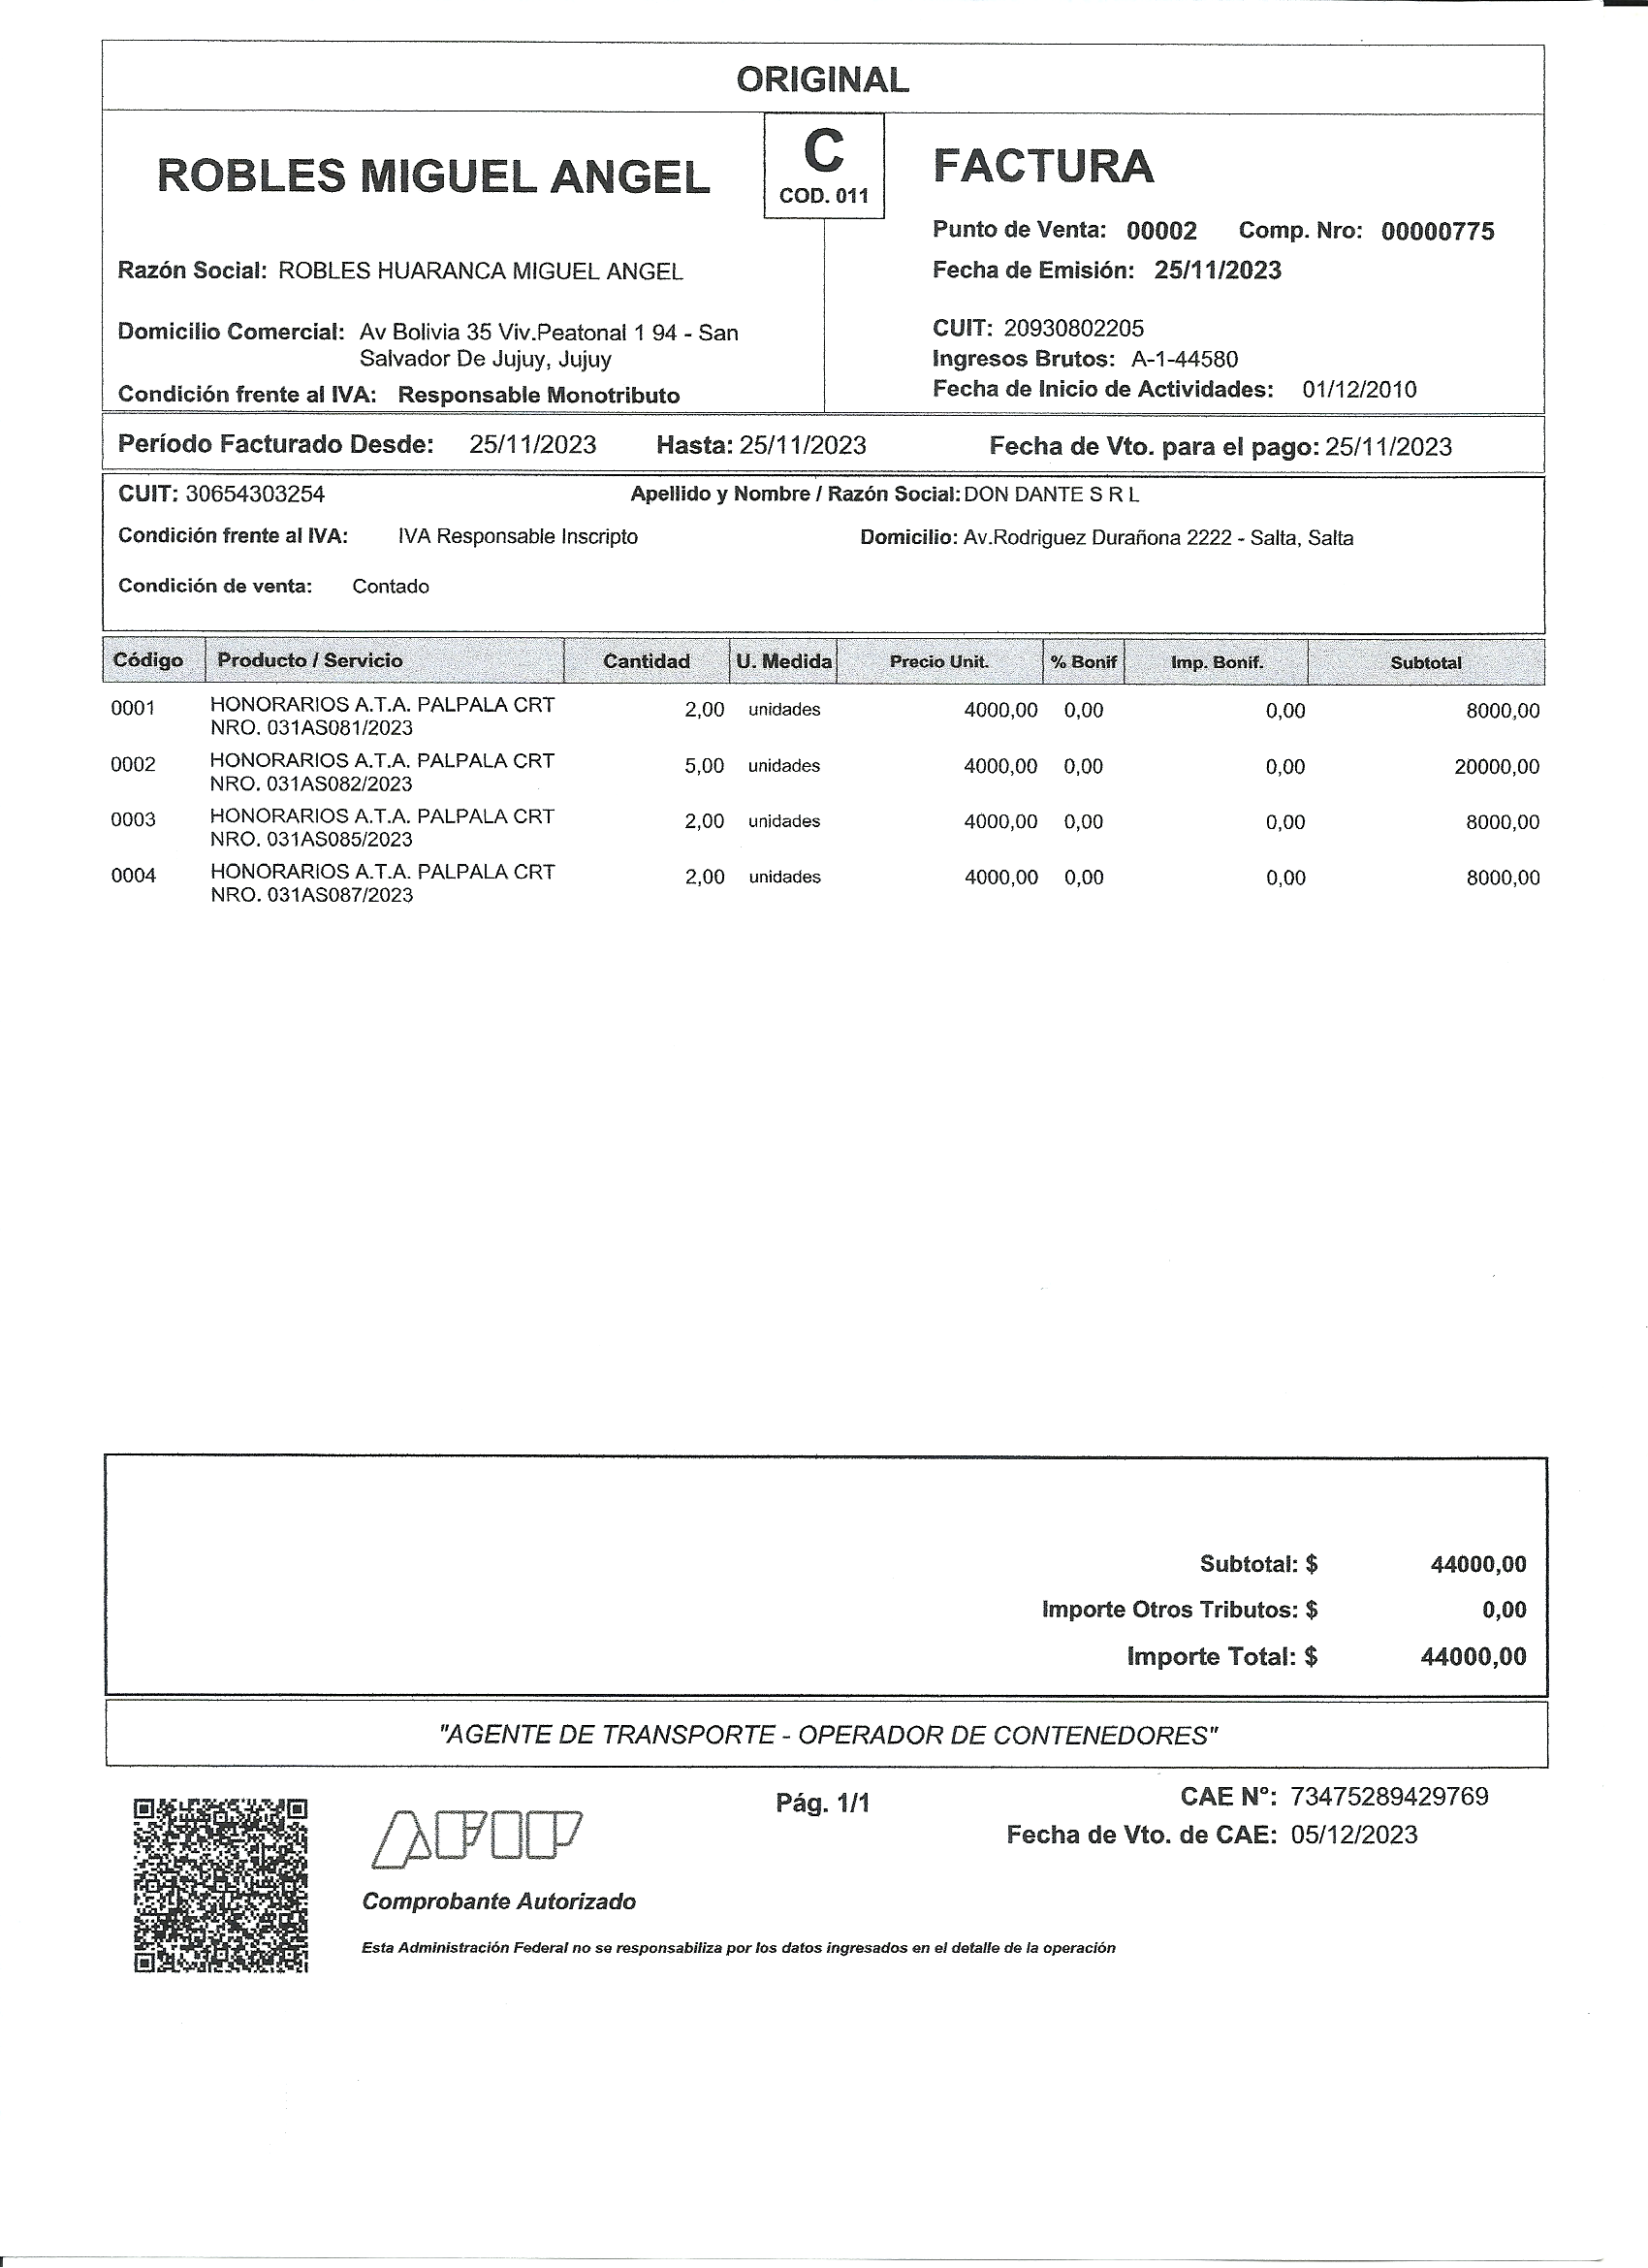 ORIGINAL
ROBLES MIGUEL ANGEL
C
COD. 011
FACTURA
Punto de Venta: 00002 Comp. Nro: 00000775
Razón Social: ROBLES HUARANCA MIGUEL ANGEL
Fecha de Emisión: 25/11/2023
Domicilio Comercial: Av Bolivia 35 Viv.Peatonal 1 94 - San
Salvador De Jujuy, Jujuy
CUIT: 20930802205
Ingresos Brutos: A-1-44580
Condición frente al IVA: Responsable Monotributo
Fecha de Inicio de Actividades: 01/12/2010
Período Facturado Desde: 25/11/2023 Hasta: 25/11/2023 Fecha de Vto. para el pago: 25/11/2023
CUIT: 30654303254 Apellido y Nombre / Razón Social: DON DANTE S R L
Condición frente al IVA: IVA Responsable Inscripto Domicilio: Av.Rodriguez Durañona 2222 - Salta, Salta
Condición de venta: Contado
Código Producto / Servicio Cantidad U. Medida Precio Unit. % Bonif Imp. Bonif. Subtotal
0001 HONORARIOS A.T.A. PALPALA CRT 2,00 unidades 4000,00 0,00 0,00 8000,00
NRO. 031AS081/2023
0002 HONORARIOS A.T.A. PALPALA CRT 5,00 unidades 4000,00 0,00 0,00 20000,00
NRO. 031AS082/2023
0003 HONORARIOS A.T.A. PALPALA CRT 2,00 unidades 4000,00 0,00 0,00 8000,00
NRO. 031AS085/2023
0004 HONORARIOS A.T.A. PALPALA CRT 2,00 unidades 4000,00 0,00 0,00 8000,00
NRO. 031AS087/2023
Subtotal: $ 44000,00
Importe Otros Tributos: $ 0,00
Importe Total: $ 44000,00
"AGENTE DE TRANSPORTE - OPERADOR DE CONTENEDORES"
AFIP
Pág. 1/1
CAE N°: 73475289429769
Fecha de Vto. de CAE: 05/12/2023
Comprobante Autorizado
Esta Administración Federal no se responsabiliza por los datos ingresados en el detalle de la operación